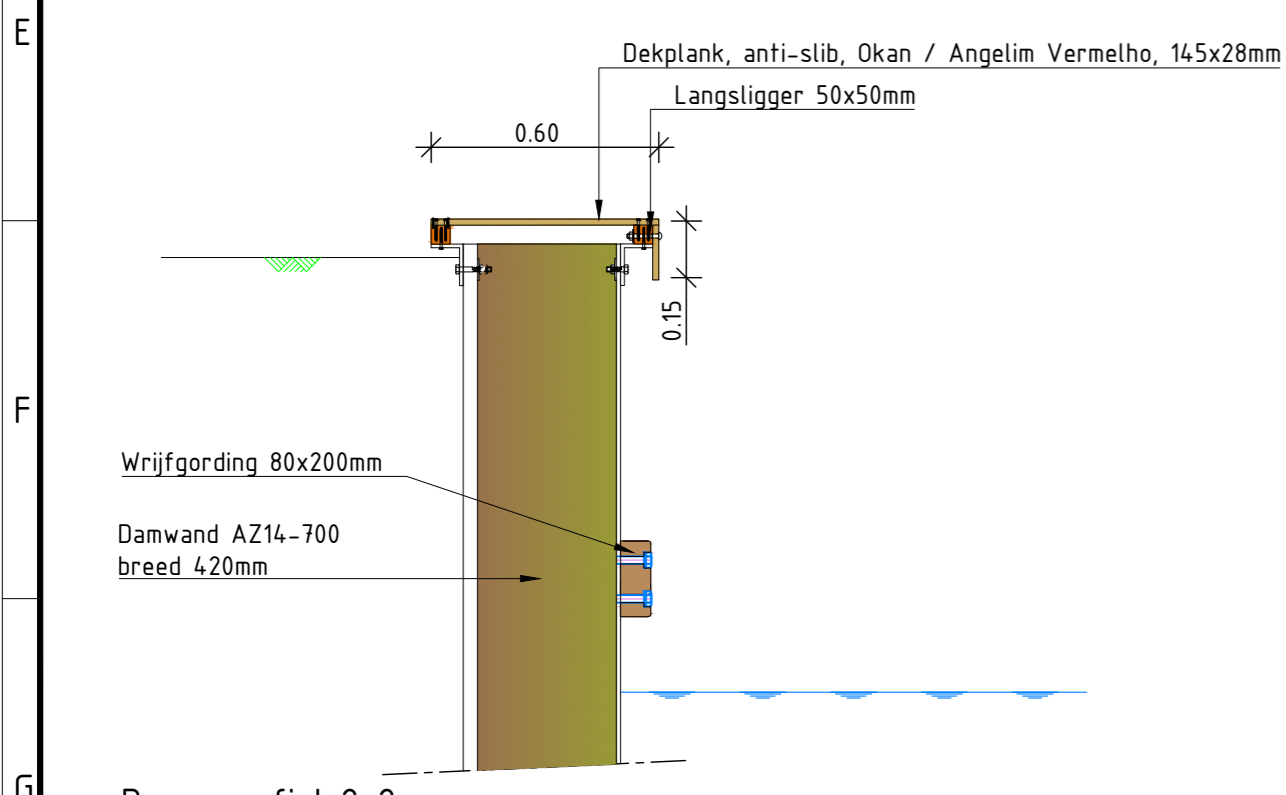 E
Dekplank, anti-slib, Okan / Angelim Vermelho, 145x28mm
Langsligger 50x50mm
0.60
0.15
F
Wrijfgording 80x200mm
Damwand AZ14-700
breed 420mm
G